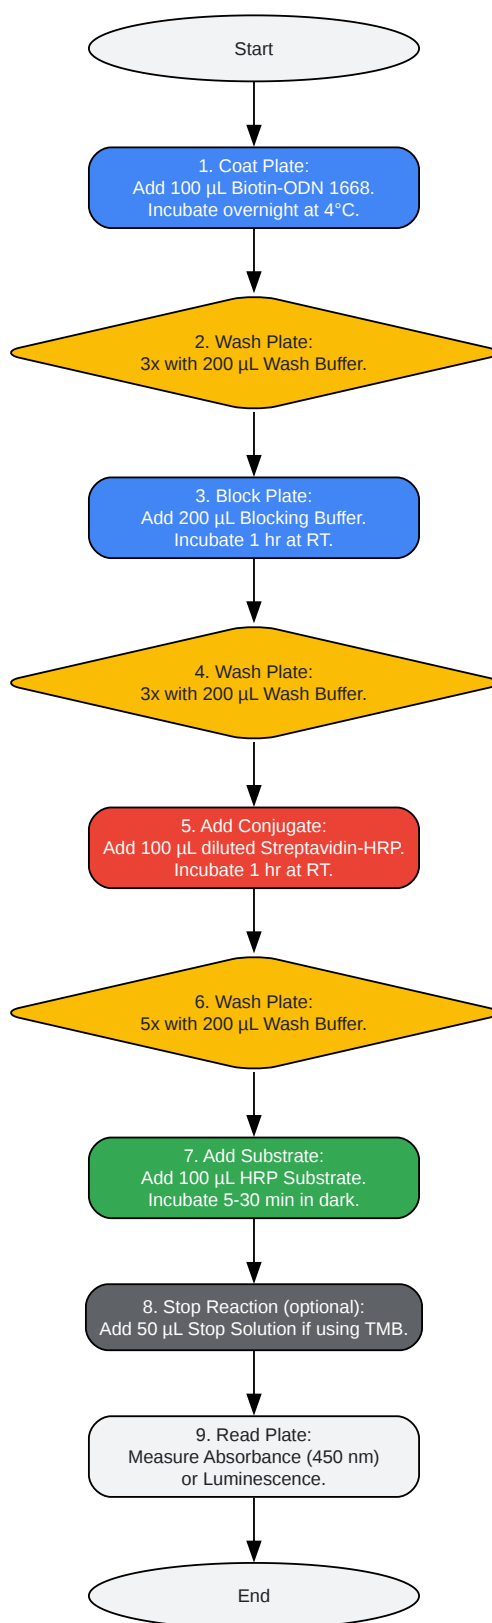 Start
1. Coat Plate:
Add 100 µL Biotin-ODN 1668.
Incubate overnight at 4°C.
2. Wash Plate:
3x with 200 µL Wash Buffer.
3. Block Plate:
Add 200 µL Blocking Buffer.
Incubate 1 hr at RT.
4. Wash Plate:
3x with 200 µL Wash Buffer.
5. Add Conjugate:
Add 100 µL diluted Streptavidin-HRP.
Incubate 1 hr at RT.
6. Wash Plate:
5x with 200 µL Wash Buffer.
7. Add Substrate:
Add 100 µL HRP Substrate.
Incubate 5-30 min in dark.
8. Stop Reaction (optional):
Add 50 µL Stop Solution if using TMB.
9. Read Plate:
Measure Absorbance (450 nm)
or Luminescence.
End